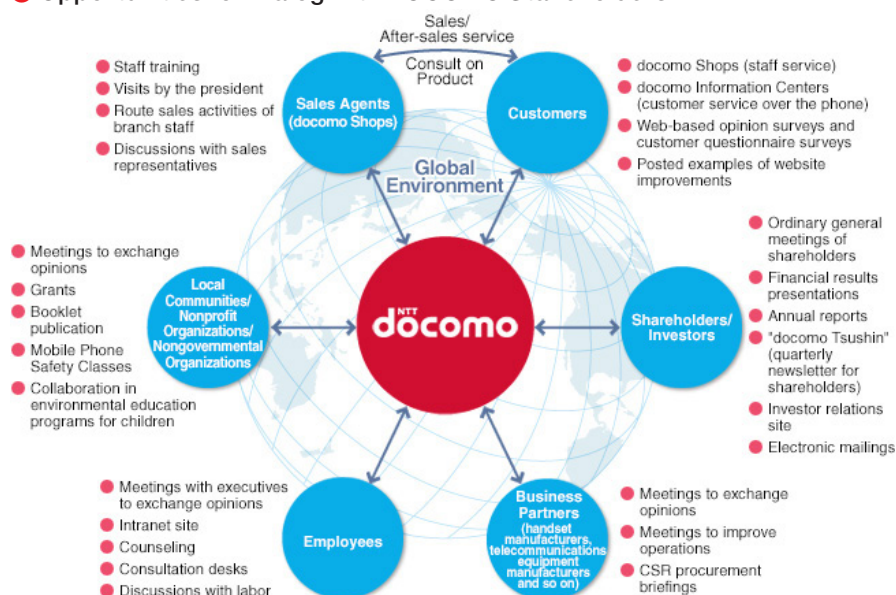 Sales/
After-sales service
Consult on
Product
Staff training
Visits by the president
Route sales activities of
branch staff
Discussions with sales
representatives
Sales Agents
(docomo Shops)
Customers
docomo Shops (staff service)
docomo Information Centers
(customer service over the phone)
Web-based opinion surveys and
customer questionnaire surveys
Posted examples of website
improvements
Global
Environment
Meetings to exchange
opinions
Grants
Booklet
publication
Mobile Phone
Safety Classes
Collaboration in
environmental education
programs for children
Local
Communities/
Nonprofit
Organizations/
Nongovernmental
Organizations
NTT
döcomo
Shareholders/
Investors
Ordinary general
meetings of
shareholders
Financial results
presentations
Annual reports
"docomo Tsushin"
(quarterly
newsletter for
shareholders)
Investor relations
site
Electronic mailings
Meetings with executives
to exchange opinions
Intranet site
Counseling
Consultation desks
Discussions with labor
Employees
Business
Partners
(handset
manufacturers,
telecommunications
equipment
manufacturers
and so on)
Meetings to exchange
opinions
Meetings to improve
operations
CSR procurement
briefings